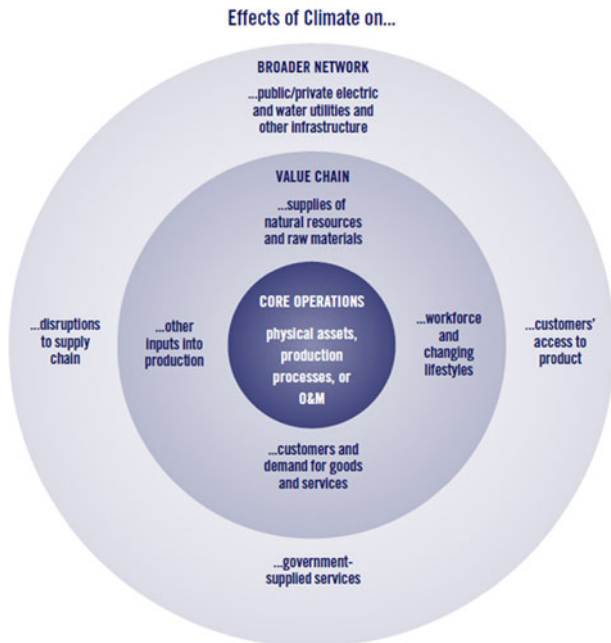 Effects of Climate on...
BROADER NETWORK
...public/private electric
and water utilities and
other infrastructure
VALUE CHAIN
...supplies of
natural resources
and raw materials
CORE OPERATIONS
physical assets,
production
processes, or
O&M
...disruptions
to supply
chain
...other
inputs into
production
...workforce
and
changing
lifestyles
...customers'
access to
product
...customers and
demand for goods
and services
...government-
supplied services